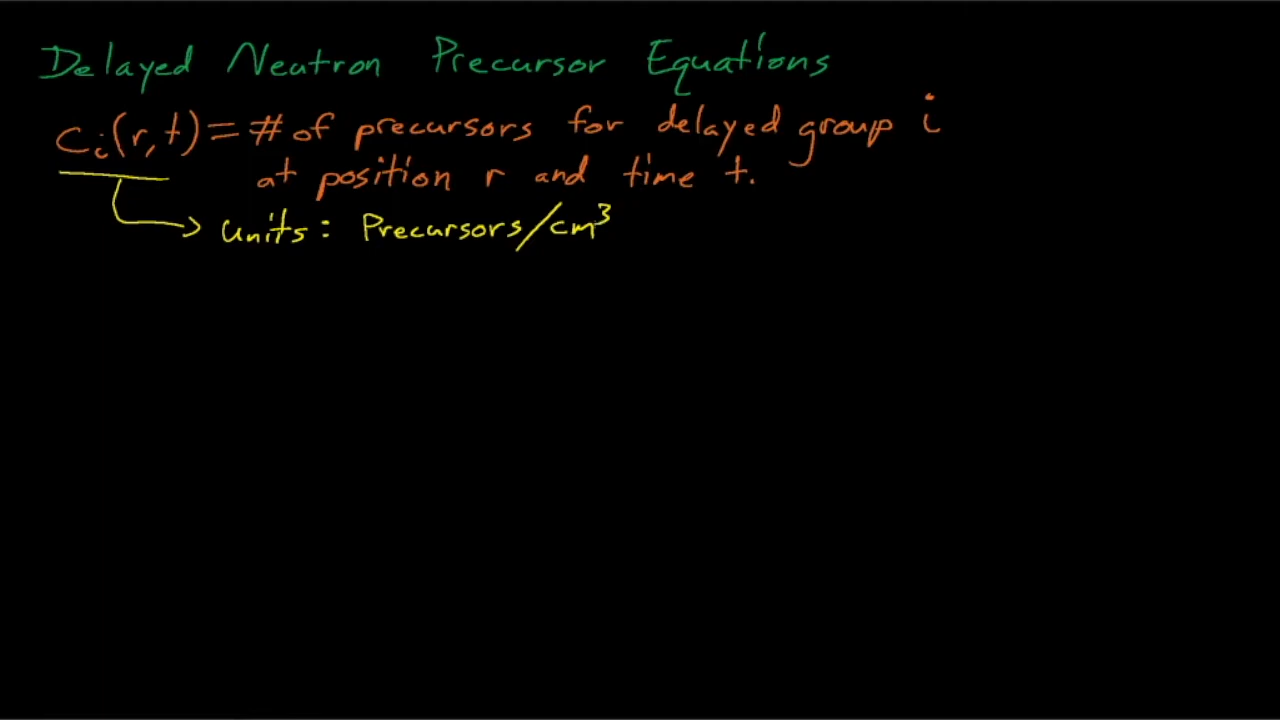 Delayed Neutron Precursor Equations
Cᵢ(r,t) = # of precursors for delayed group i
at position r and time t.
units: Precursors/cm³